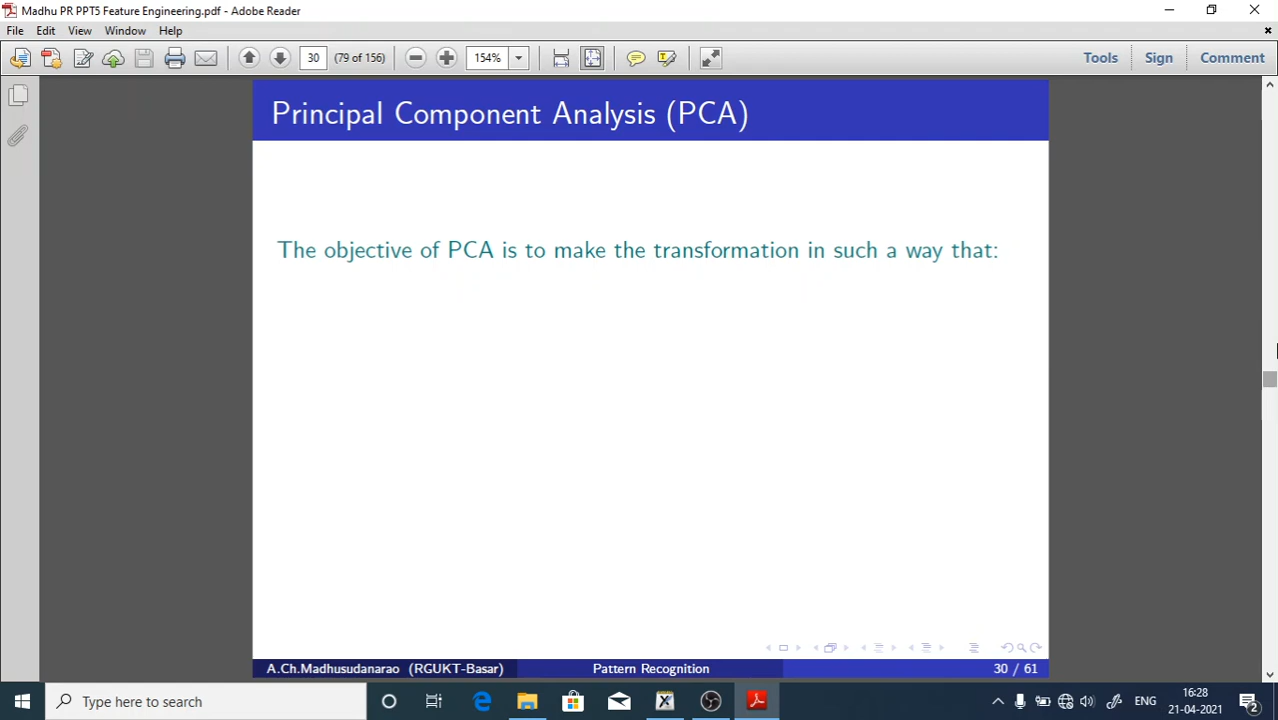 Madhu PR PPT5 Feature Engineering.pdf - Adobe Reader
File Edit View Window Help
30 (79 of 156) 154% Tools Sign Comment
Principal Component Analysis (PCA)
The objective of PCA is to make the transformation in such a way that:
A.Ch.Madhusudanarao (RGUKT-Basar) Pattern Recognition 30 / 61
Type here to search
ENG
16:28
21-04-2021
2